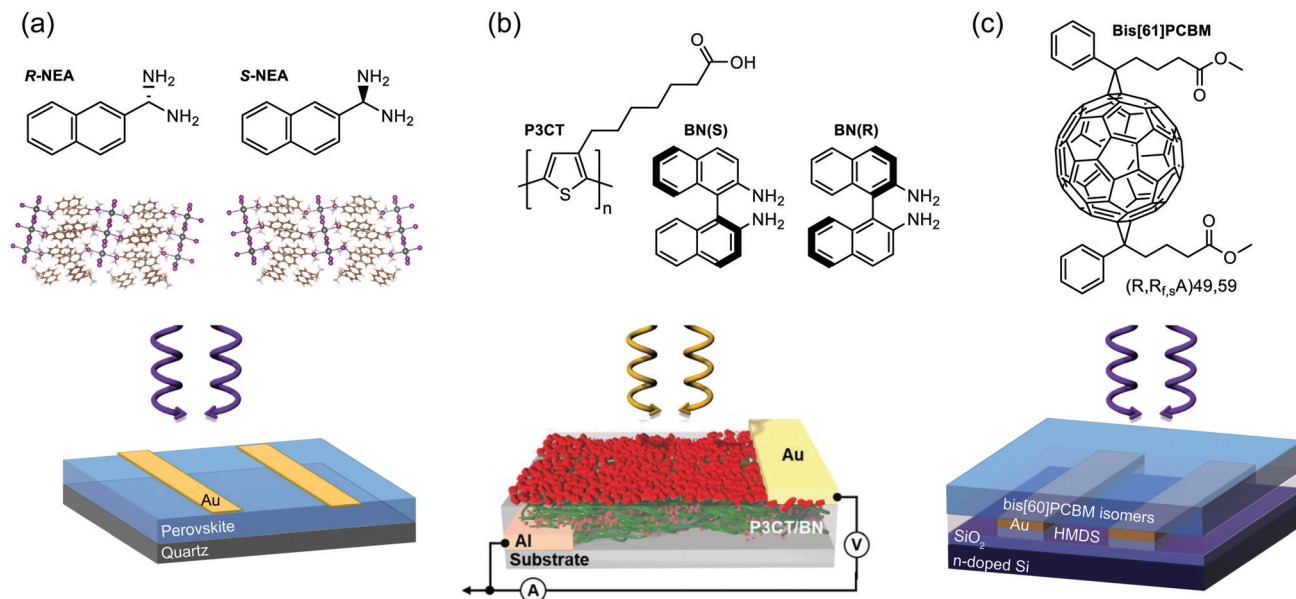 (a)
R-NEA
NH2
NH2
S-NEA
NH2
NH2
Au
Perovskite
Quartz
(b)
O
OH
P3CT
S
n
BN(S)
NH2
NH2
BN(R)
NH2
NH2
Au
P3CT/BN
Al
Substrate
A
V
(c)
Bis[61]PCBM
O
O
O
O
(R,Rf,sA)49,59
bis[60]PCBM isomers
Au
SiO2
HMDS
n-doped Si